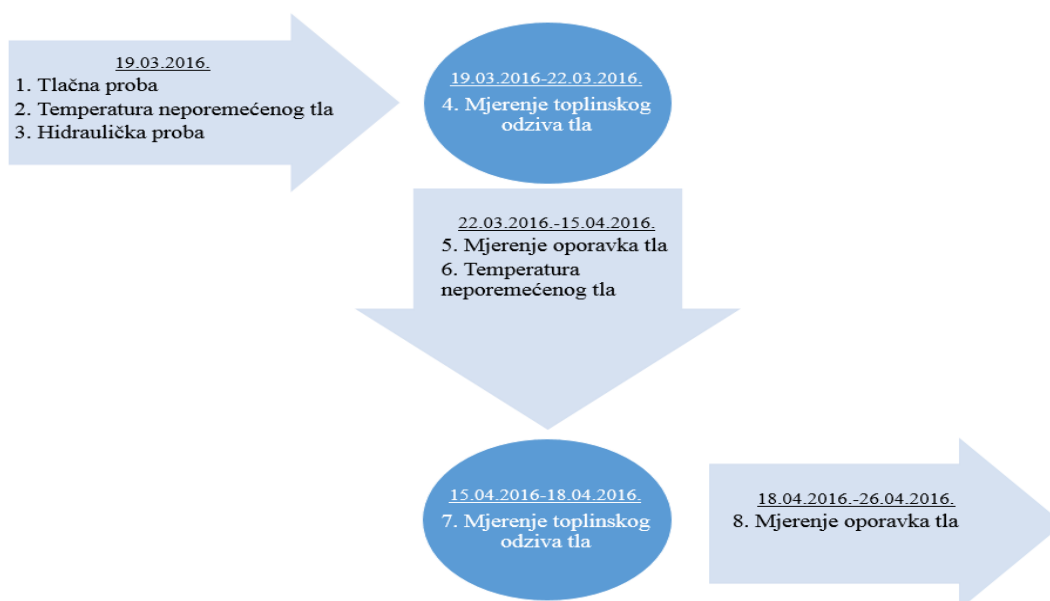 19.03.2016.
1. Tlačna proba
2. Temperatura neporemećenog tla
3. Hidraulička proba
19.03.2016-22.03.2016.
4. Mjerenje toplinskog
odziva tla
22.03.2016.-15.04.2016.
5. Mjerenje oporavka tla
6. Temperatura
neporemećenog tla
15.04.2016-18.04.2016.
7. Mjerenje toplinskog
odziva tla
18.04.2016.-26.04.2016.
8. Mjerenje oporavka tla